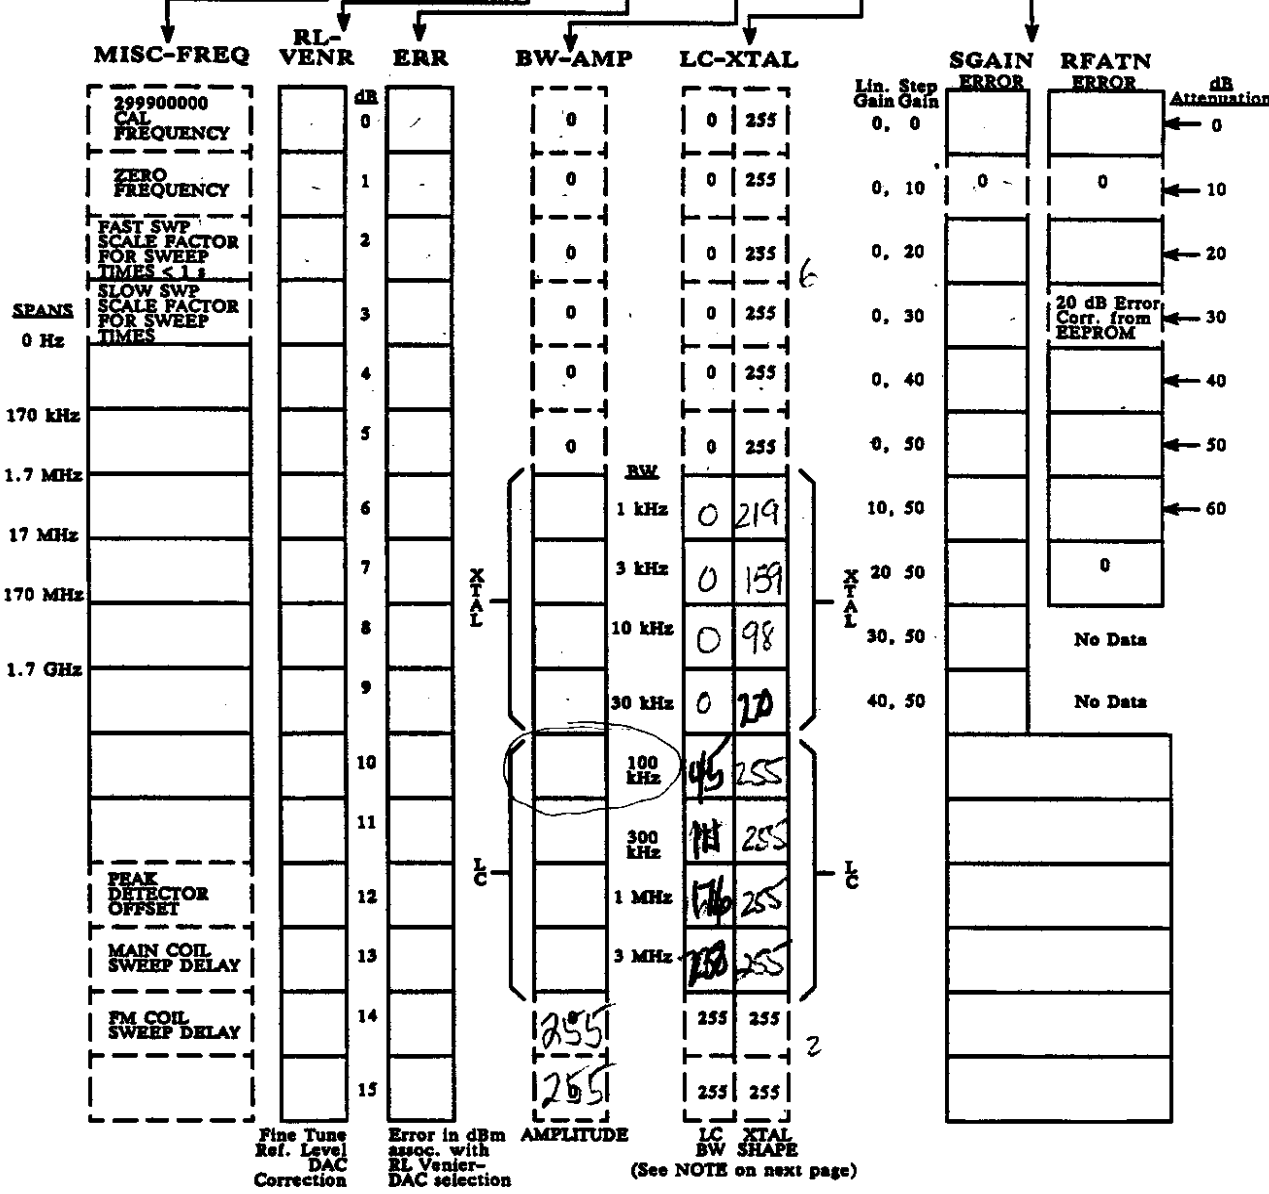 MISC-FREQ RL-VENR ERR BW-AMP LC-XTAL SGAIN ERROR RFATN ERROR
Lin. Gain Step Gain
dB Attenuation
299900000
CAL
FREQUENCY
dB
0 0 0 255 0, 0 0
ZERO
FREQUENCY
1 0 0 255 0, 10 0 0 10
FAST SWP
SCALE FACTOR
FOR SWEEP
TIMES < 1 s
2 0 0 255 0, 20 20
6
SPANS
0 Hz
SLOW SWP
SCALE FACTOR
FOR SWEEP
TIMES
3 0 0 255 0, 30
20 dB Error
Corr. from
EEPROM
30
4 0 0 255 0, 40 40
170 kHz
5 0 0 255 0, 50 50
1.7 MHz
BW
6 1 kHz 0 219 10, 50 60
17 MHz
XTAL
7 3 kHz 0 159
XTAL
20 50 0
170 MHz
8 10 kHz 0 98 30, 50 No Data
1.7 GHz
9 30 kHz 0 40, 50 No Data
10 100 kHz 45 255
11 300 kHz 255
LC
LC
PEAK
DETECTOR
OFFSET
12 1 MHz 176 255
MAIN COIL
SWEEP DELAY
13 3 MHz 255
FM COIL
SWEEP DELAY
14 255 255 255
2
15 255 255 255
Fine Tune
Ref. Level
DAC
Correction
Error in dBm
assoc. with
RL Venier-
DAC selection
AMPLITUDE
LC
BW
XTAL
SHAPE
(See NOTE on next page)